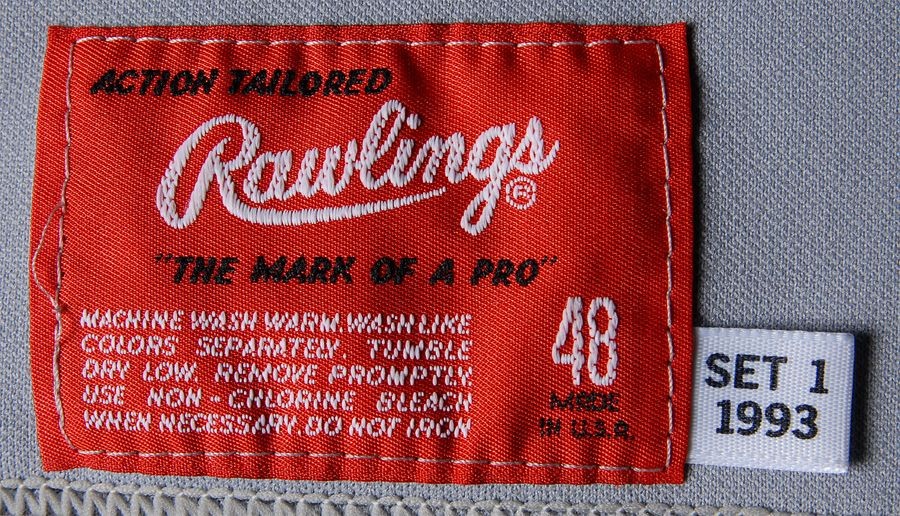 ACTION TAILORED
Rawlings®
"THE MARK OF A PRO"
MACHINE WASH WARM. WASH LIKE
COLORS SEPARATELY. TUMBLE
DRY LOW. REMOVE PROMPTLY.
USE NON-CHLORINE BLEACH
WHEN NECESSARY. DO NOT IRON
48
MADE
IN U.S.A.
SET 1
1993